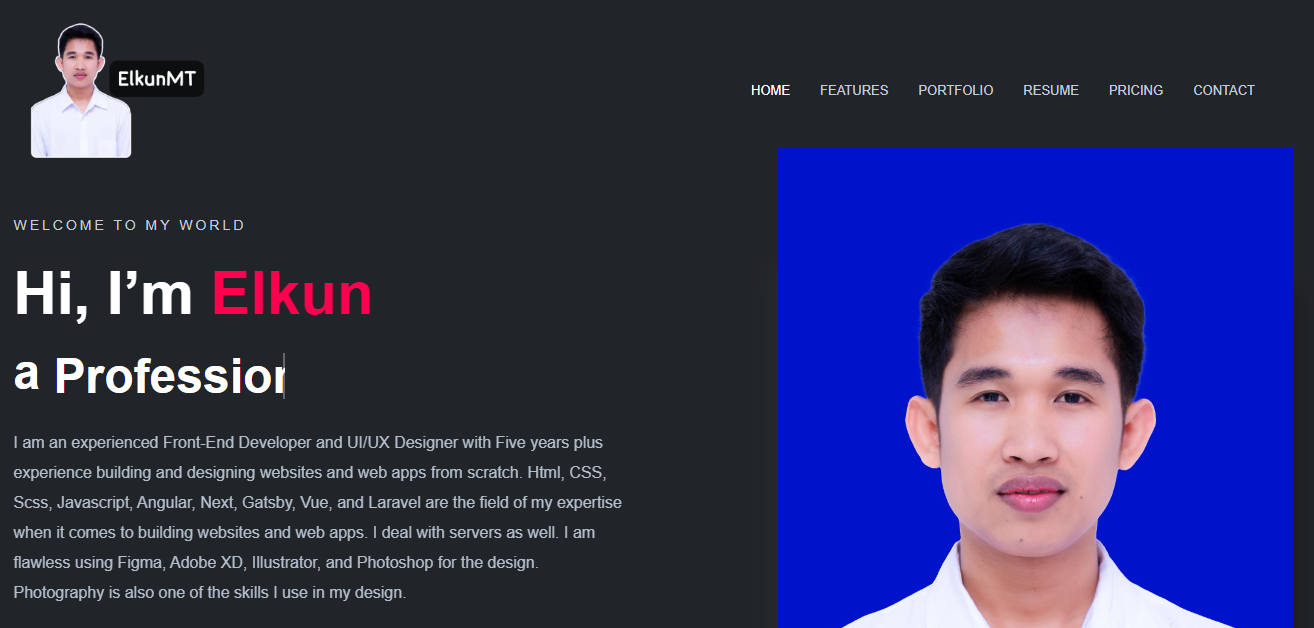 ElkunMT
HOME FEATURES PORTFOLIO RESUME PRICING CONTACT
WELCOME TO MY WORLD
Hi, I’m Elkun
a Profession
I am an experienced Front-End Developer and UI/UX Designer with Five years plus
experience building and designing websites and web apps from scratch. Html, CSS,
Scss, Javascript, Angular, Next, Gatsby, Vue, and Laravel are the field of my expertise
when it comes to building websites and web apps. I deal with servers as well. I am
flawless using Figma, Adobe XD, Illustrator, and Photoshop for the design.
Photography is also one of the skills I use in my design.